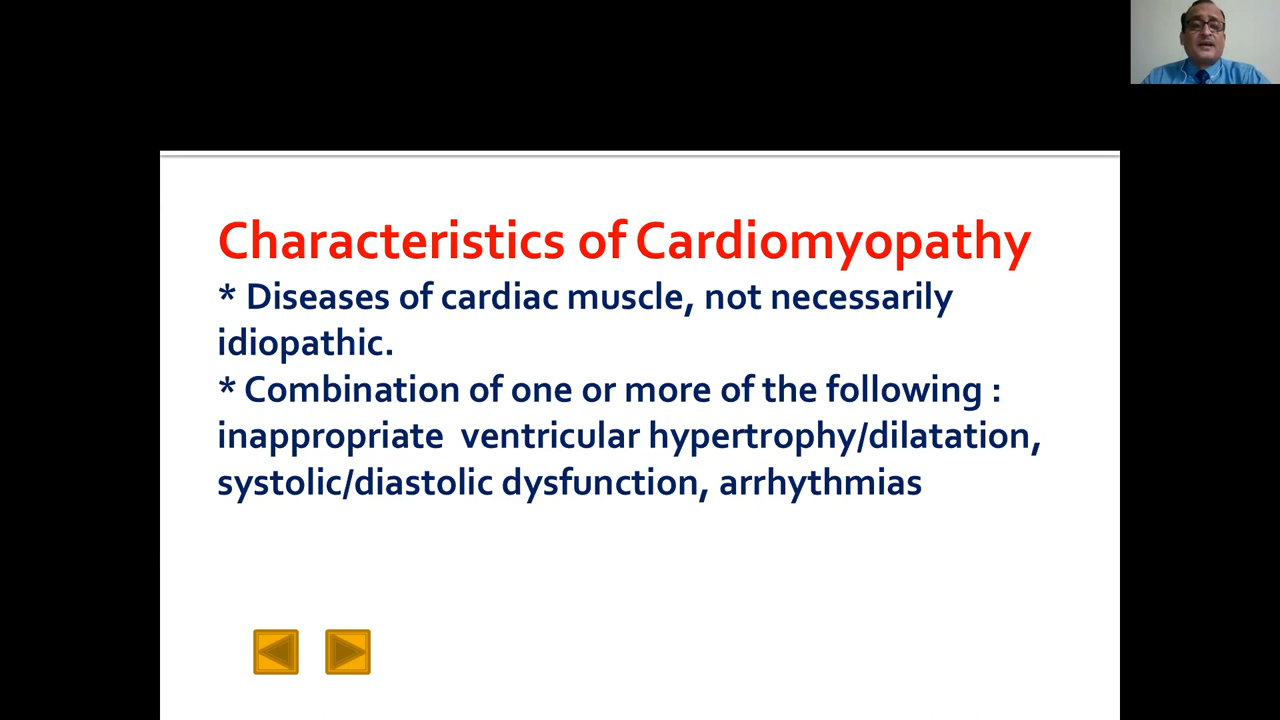 Characteristics of Cardiomyopathy
* Diseases of cardiac muscle, not necessarily
idiopathic.
* Combination of one or more of the following :
inappropriate  ventricular hypertrophy/dilatation,
systolic/diastolic dysfunction, arrhythmias